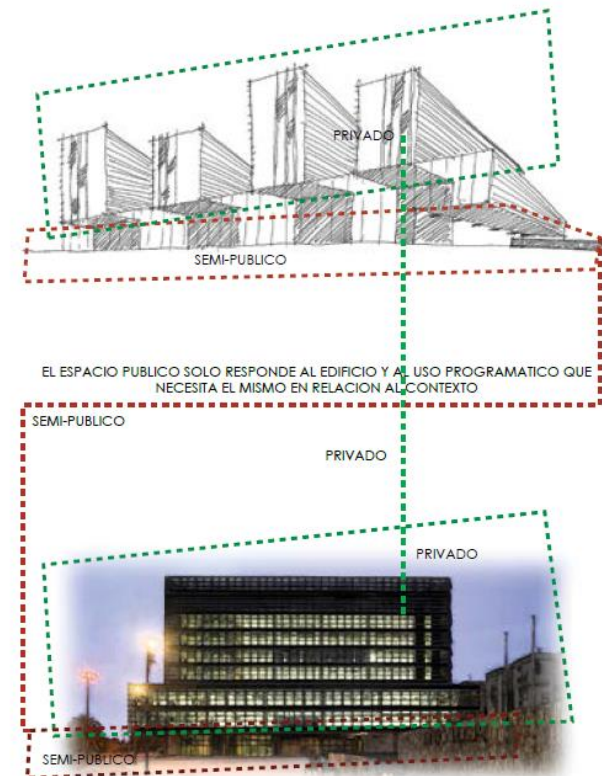 PRIVADO
SEMI-PUBLICO
EL ESPACIO PUBLICO SOLO RESPONDE AL EDIFICIO Y AL USO PROGRAMATICO QUE
NECESITA EL MISMO EN RELACION AL CONTEXTO
SEMI-PUBLICO
PRIVADO
PRIVADO
SEMI-PUBLICO